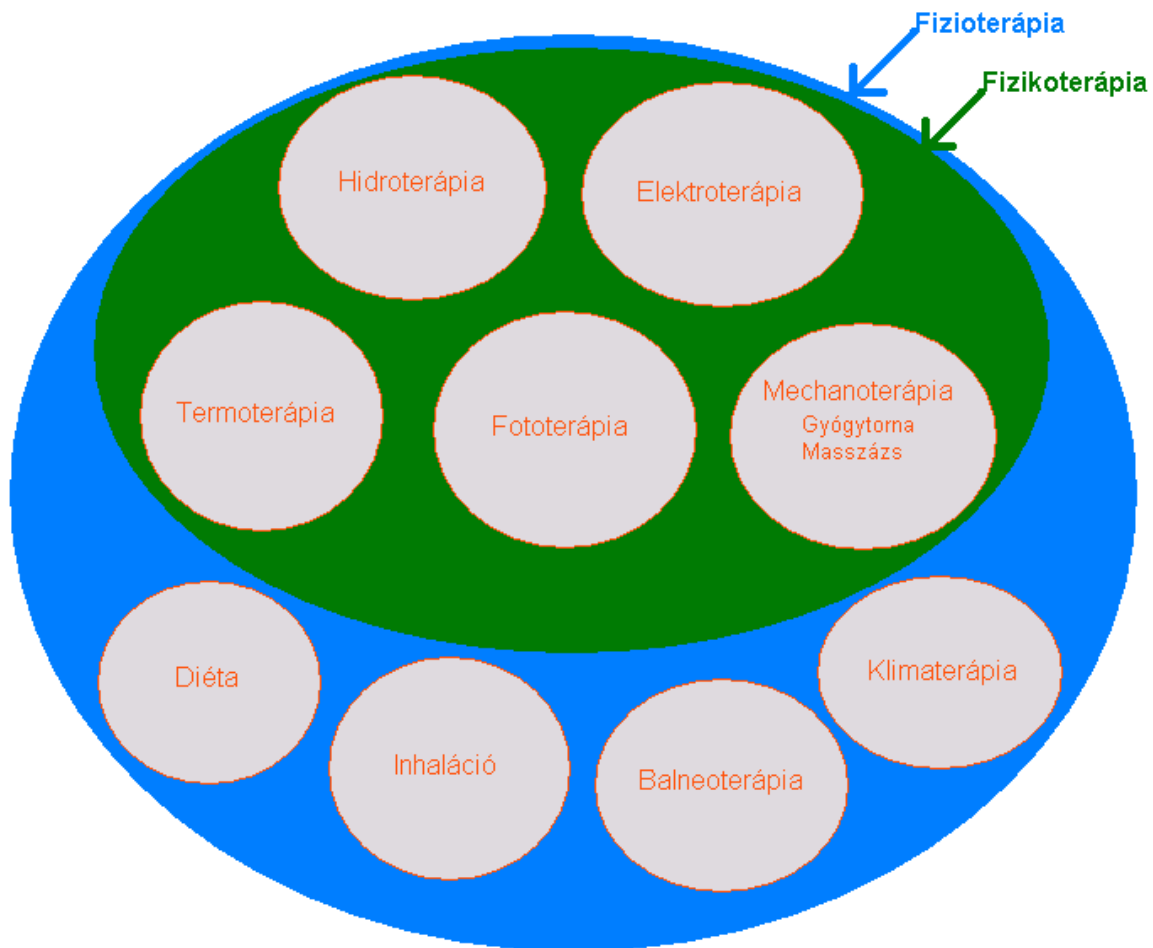 Fizioterápia
Fizikoterápia
Hidroterápia
Elektroterápia
Termoterápia
Fototerápia
Mechanoterápia
Gyógytorna
Masszázs
Diéta
Inhaláció
Balneoterápia
Klimaterápia